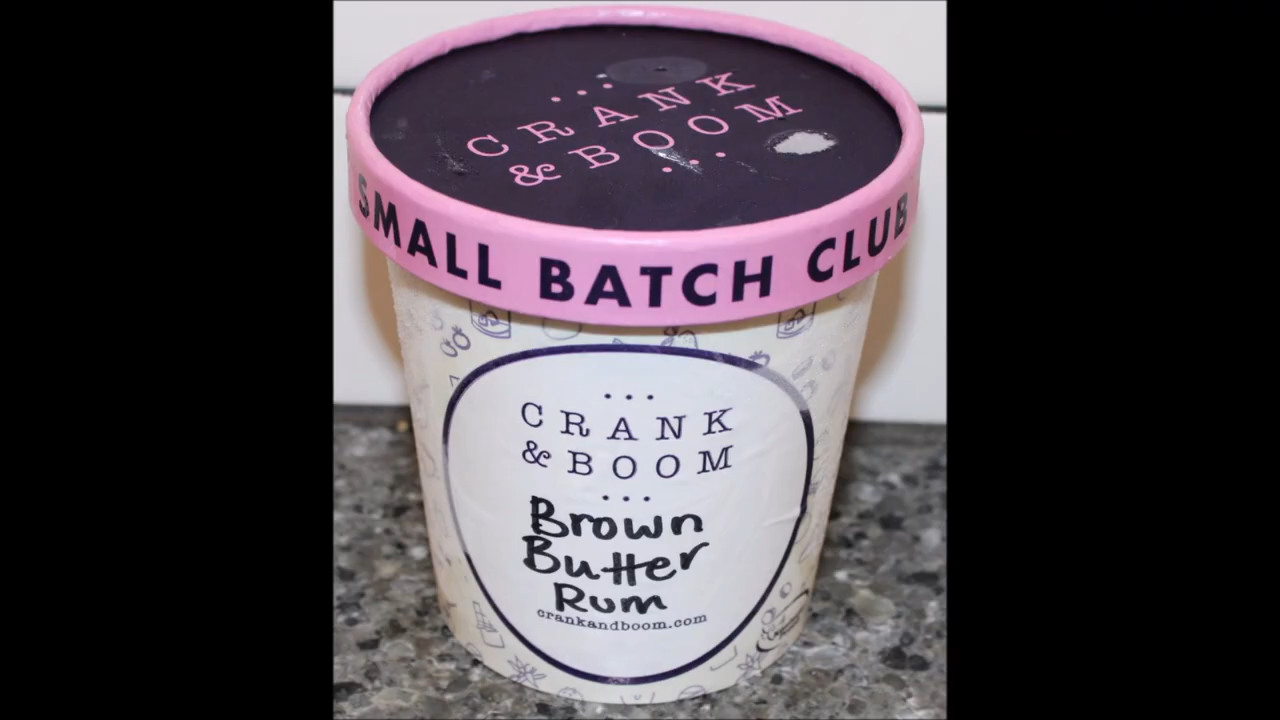 CRANK
& BOOM
SMALL BATCH CLUB
CRANK
& BOOM
Brown
Butter
Rum
crankandboom.com